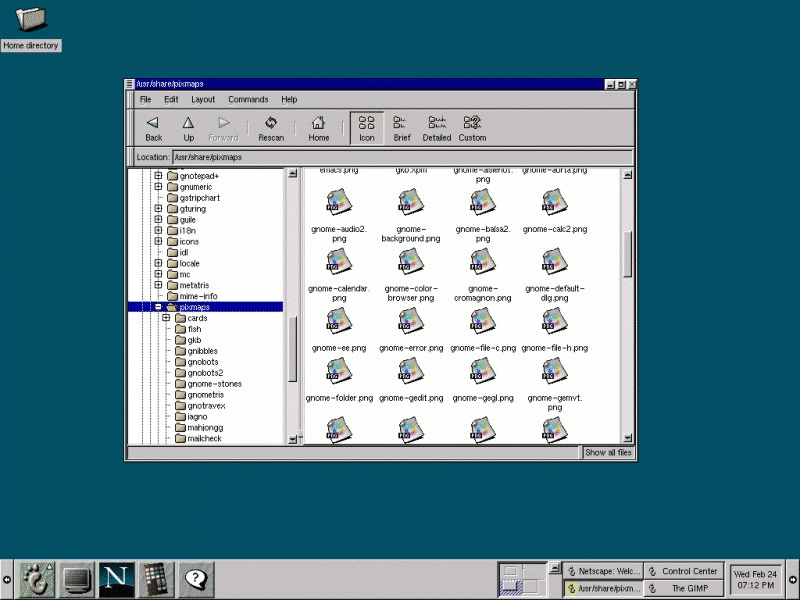 Home directory
/usr/share/pixmaps
File Edit Layout Commands Help
Back Up Forward Rescan Home Icon Brief Detailed Custom
Location: /usr/share/pixmaps
gnotepad+
gnumeric
gstripchart
gturing
guile
i18n
icons
idl
locale
mc
metatris
mime-info
pixmaps
cards
fish
gkb
gnibbles
gnobots
gnobots2
gnome-stones
gnometris
gnotravex
iagno
mahjongg
mailcheck
emacs.png gkb.xpm gnome-aisleriot.png gnome-aorta.png
gnome-audio2.png gnome-background.png gnome-balsa2.png gnome-calc2.png
gnome-calendar.png gnome-color-browser.png gnome-cromagnon.png gnome-default-dlg.png
gnome-ee.png gnome-error.png gnome-file-c.png gnome-file-h.png
gnome-folder.png gnome-gedit.png gnome-gegl.png gnome-gemvt.png
Show all files
N
Netscape: Welc... Control Center
/usr/share/pixm... The GIMP
Wed Feb 24
07:12 PM